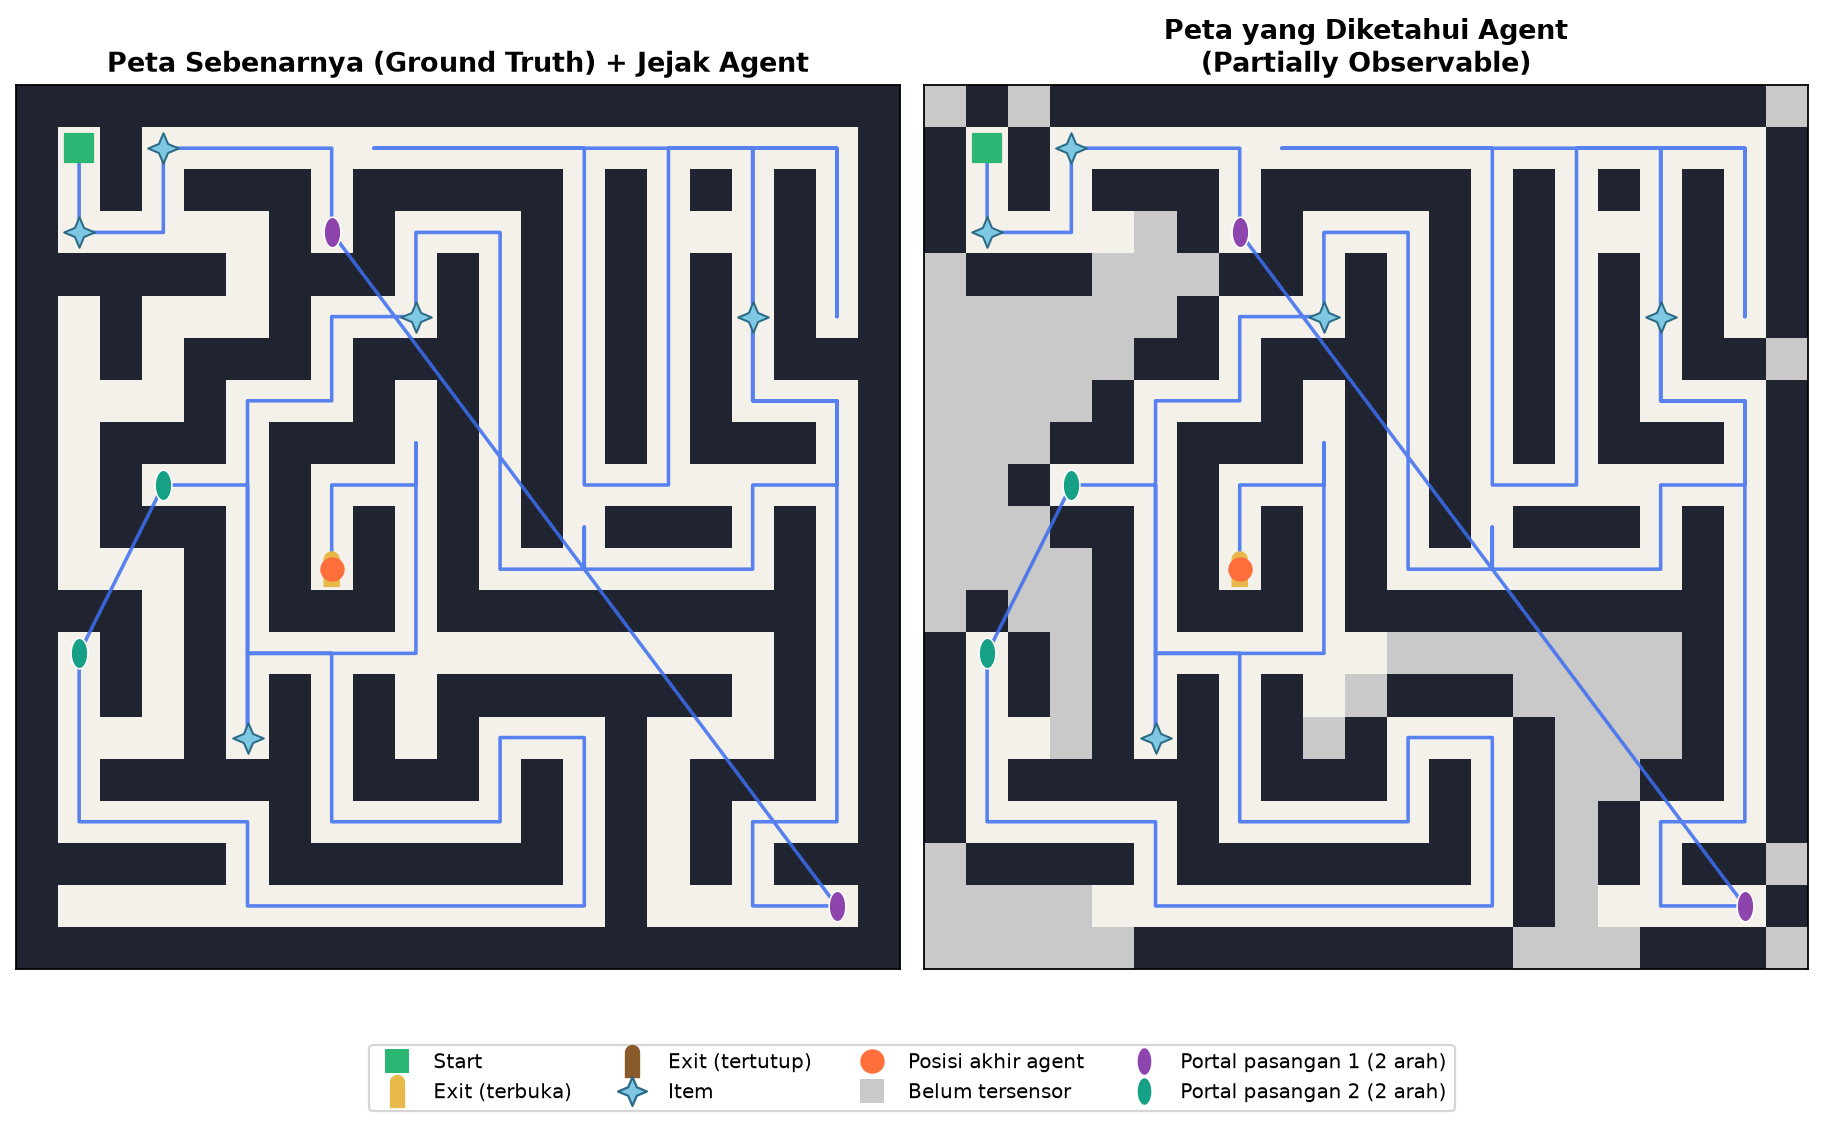 Peta Sebenarnya (Ground Truth) + Jejak Agent
Peta yang Diketahui Agent
(Partially Observable)
Start
Exit (terbuka)
Exit (tertutup)
Item
Posisi akhir agent
Belum tersensor
Portal pasangan 1 (2 arah)
Portal pasangan 2 (2 arah)